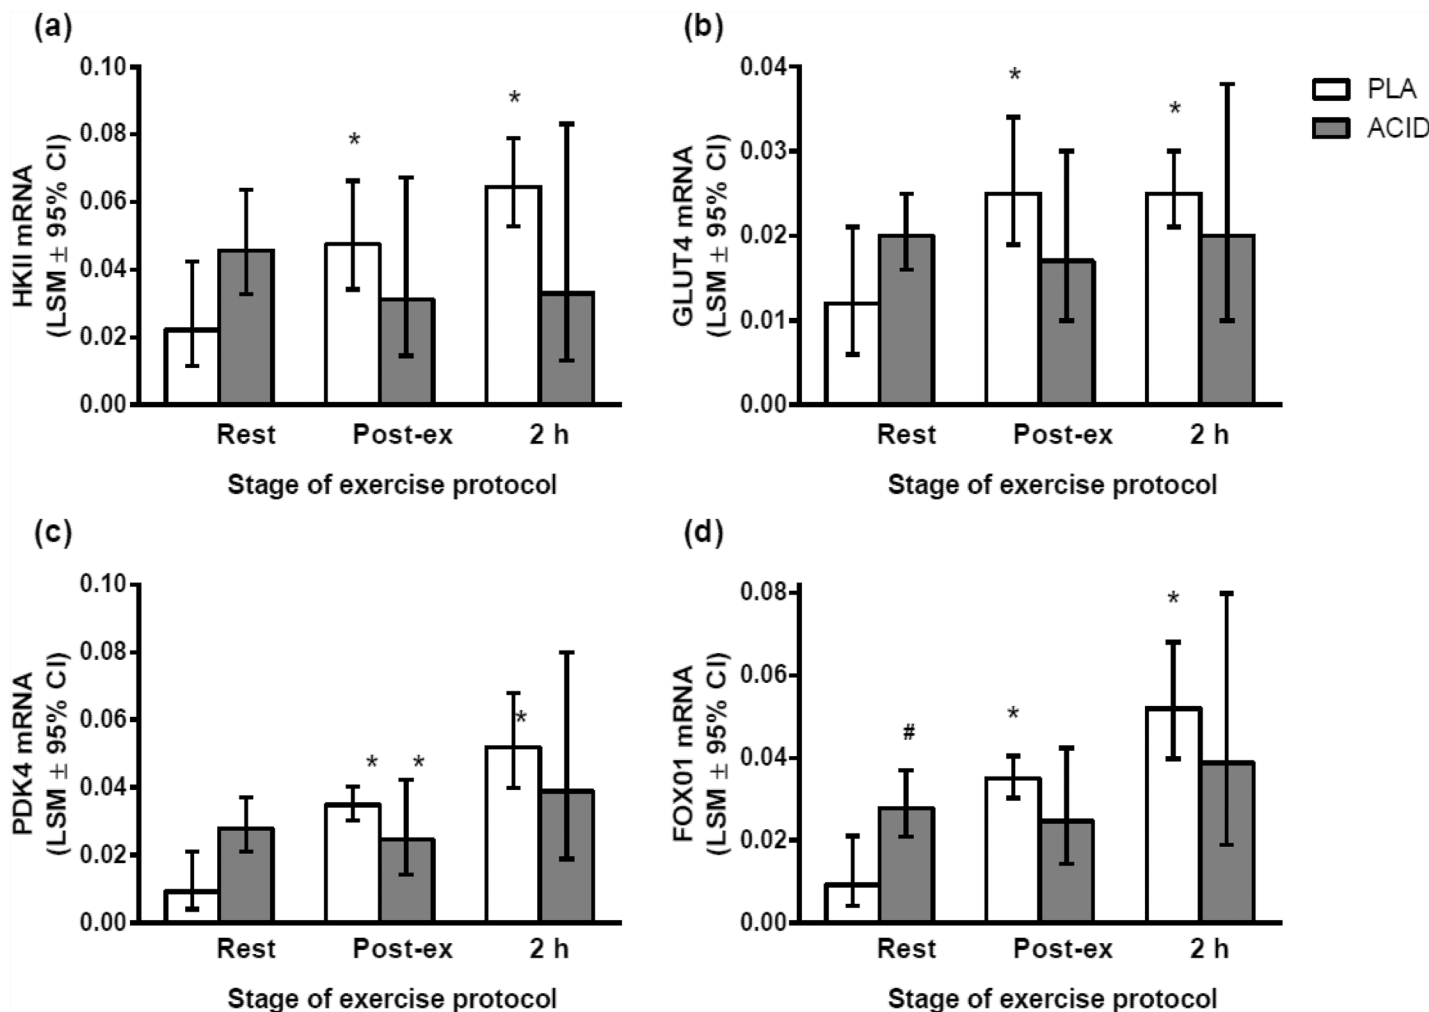 (a)
HKII mRNA
(LSM ± 95% CI)
0.10
0.08
0.06
0.04
0.02
0.00
*
*
Rest Post-ex 2 h
Stage of exercise protocol
(b)
GLUT4 mRNA
(LSM ± 95% CI)
0.04
0.03
0.02
0.01
0.00
*
*
Rest Post-ex 2 h
Stage of exercise protocol
PLA
ACID
(c)
PDK4 mRNA
(LSM ± 95% CI)
0.10
0.08
0.06
0.04
0.02
0.00
* * *
Rest Post-ex 2 h
Stage of exercise protocol
(d)
FOX01 mRNA
(LSM ± 95% CI)
0.08
0.06
0.04
0.02
0.00
# * *
Rest Post-ex 2 h
Stage of exercise protocol